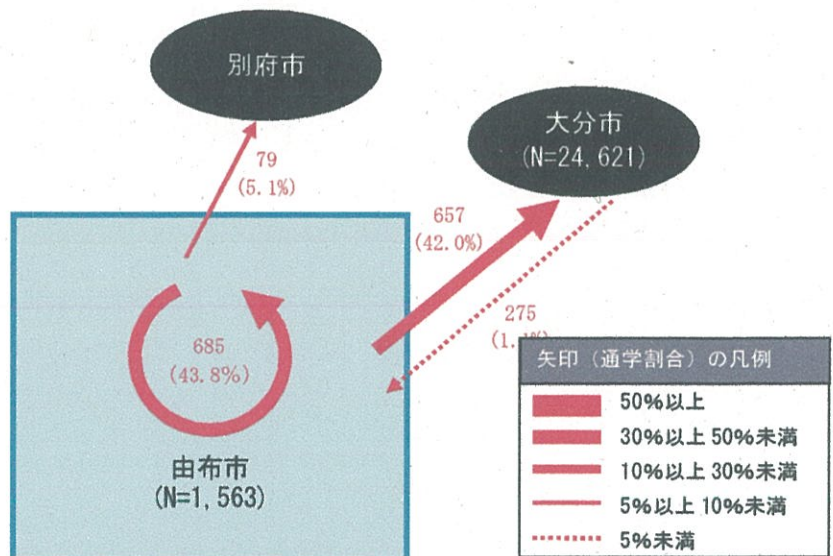 別府市
大分市
(N=24,621)
79
(5.1%)
657
(42.0%)
275
685
(43.8%)
由布市
(N=1,563)
矢印（通学割合）の凡例
50%以上
30%以上 50%未満
10%以上 30%未満
5%以上 10%未満
5%未満